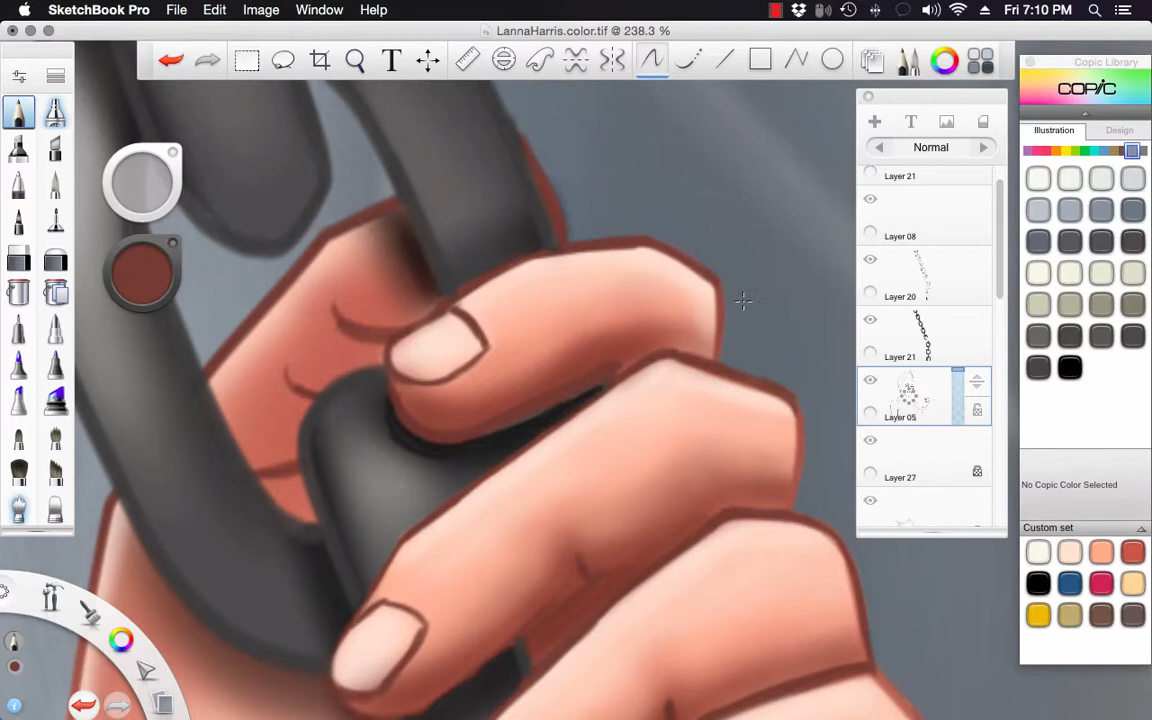 SketchBook Pro File Edit Image Window Help
Fri 7:10 PM
LannaHarris.color.tif @ 238.3 %
Copic Library
COPIC
Illustration Design
Normal
Layer 21
Layer 08
Layer 20
Layer 21
Layer 05
Layer 27
No Copic Color Selected
Custom set